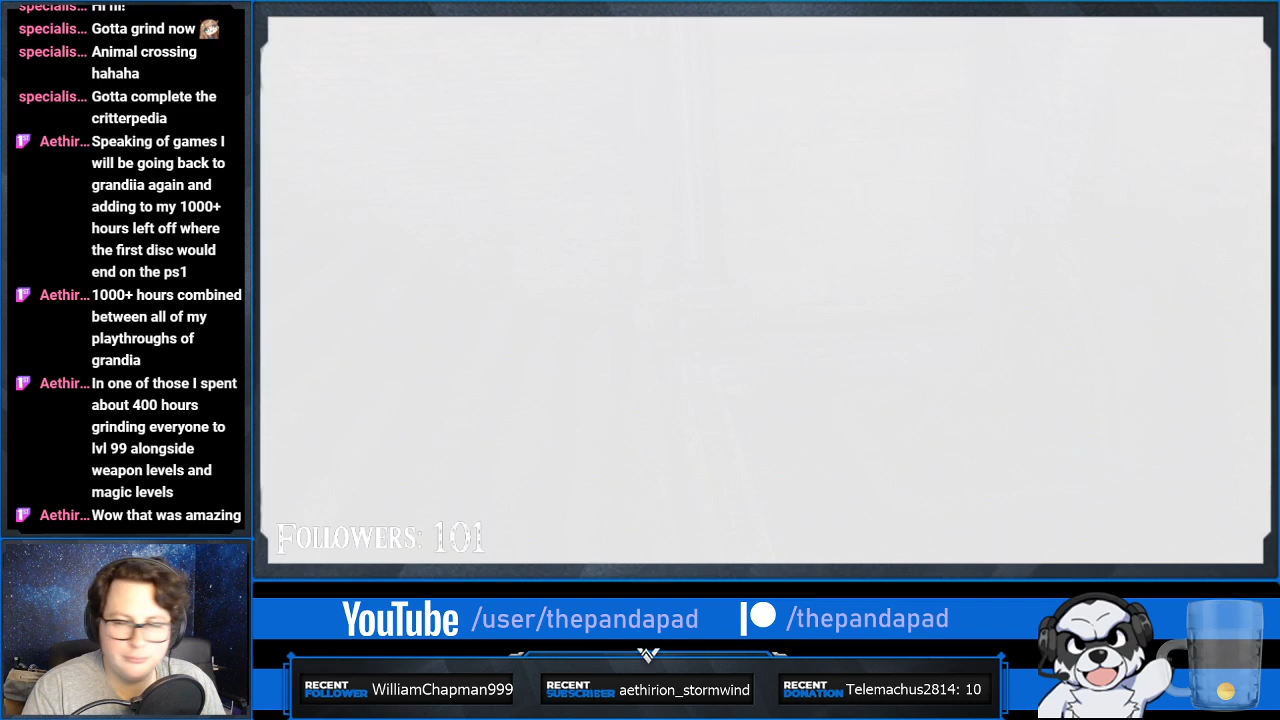 specialis... Hi hi!
specialis... Gotta grind now
specialis... Animal crossing
hahaha
specialis... Gotta complete the
critterpedia
Aethir... Speaking of games I
will be going back to
grandiia again and
adding to my 1000+
hours left off where
the first disc would
end on the ps1
Aethir... 1000+ hours combined
between all of my
playthroughs of
grandia
Aethir... In one of those I spent
about 400 hours
grinding everyone to
lvl 99 alongside
weapon levels and
magic levels
Aethir... Wow that was amazing
Followers: 101
YouTube /user/thepandapad
/thepandapad
RECENT FOLLOWER WilliamChapman999
RECENT SUBSCRIBER aethirion_stormwind
RECENT DONATION Telemachus2814: 10